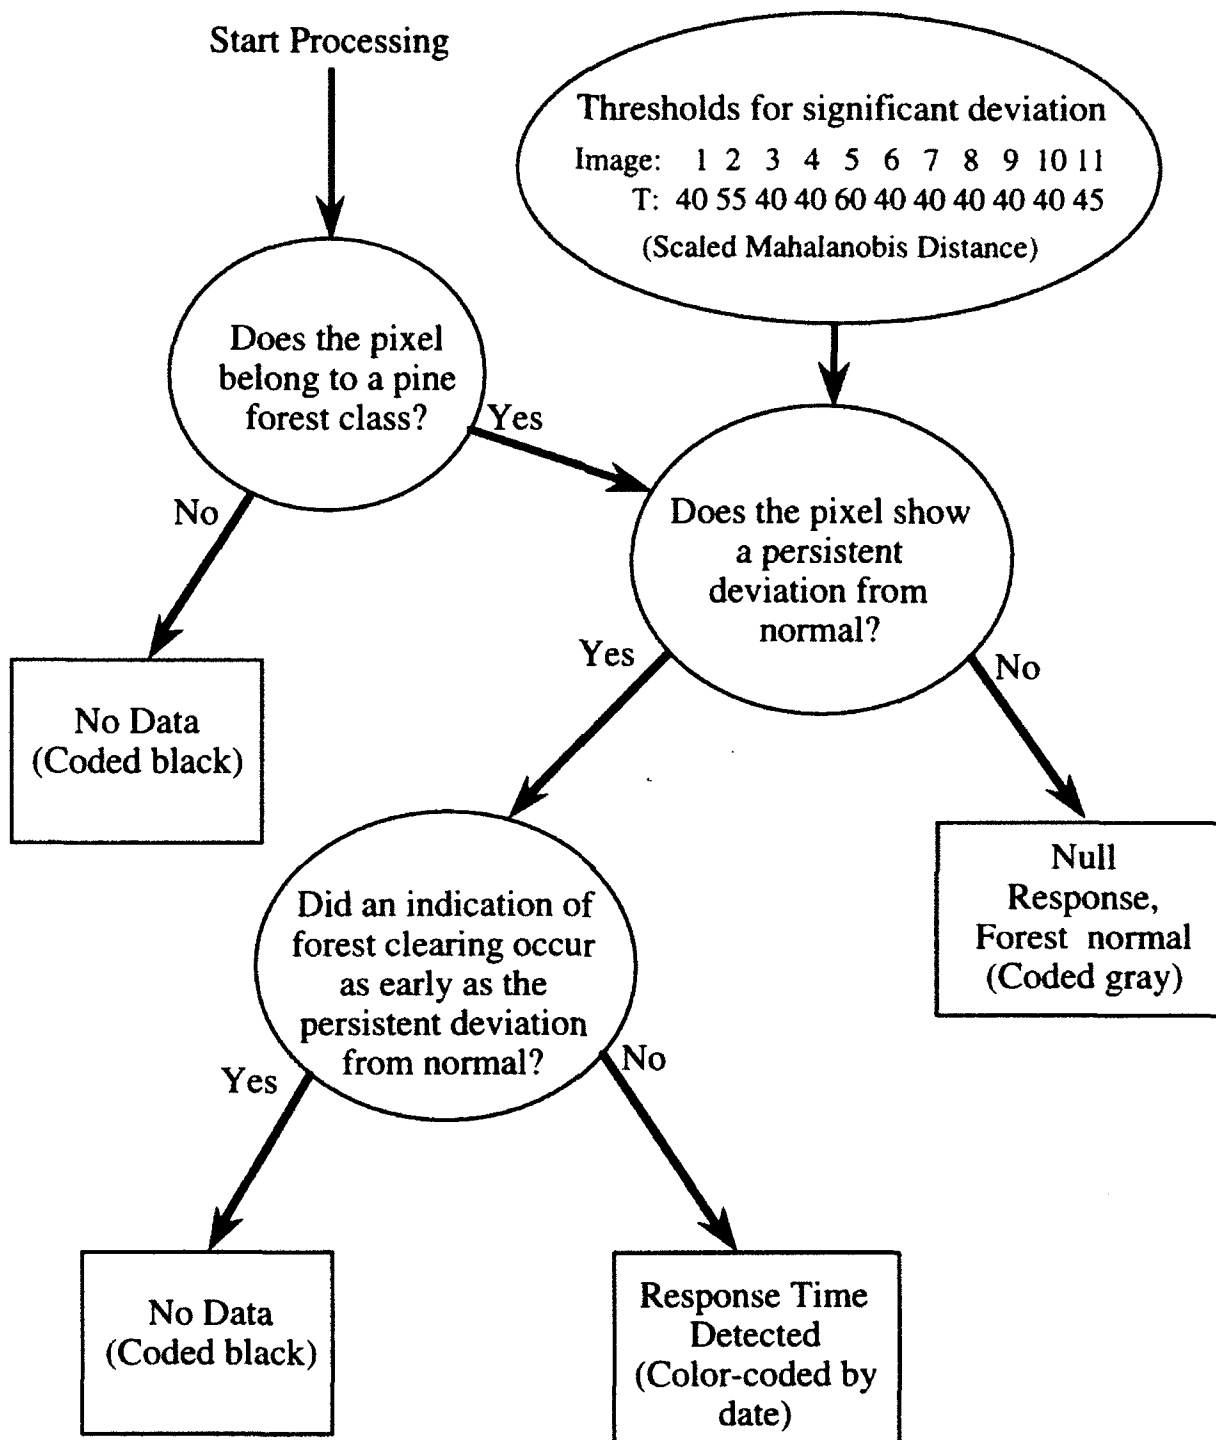 Start Processing
Thresholds for significant deviation
Image: 1 2 3 4 5 6 7 8 9 10 11
T: 40 55 40 40 60 40 40 40 40 40 45
(Scaled Mahalanobis Distance)
Does the pixel
belong to a pine
forest class?
Yes
No
Does the pixel show
a persistent
deviation from
normal?
Yes
No
No Data
(Coded black)
Null
Response,
Forest normal
(Coded gray)
Did an indication of
forest clearing occur
as early as the
persistent deviation
from normal?
Yes
No
No Data
(Coded black)
Response Time
Detected
(Color-coded by
date)